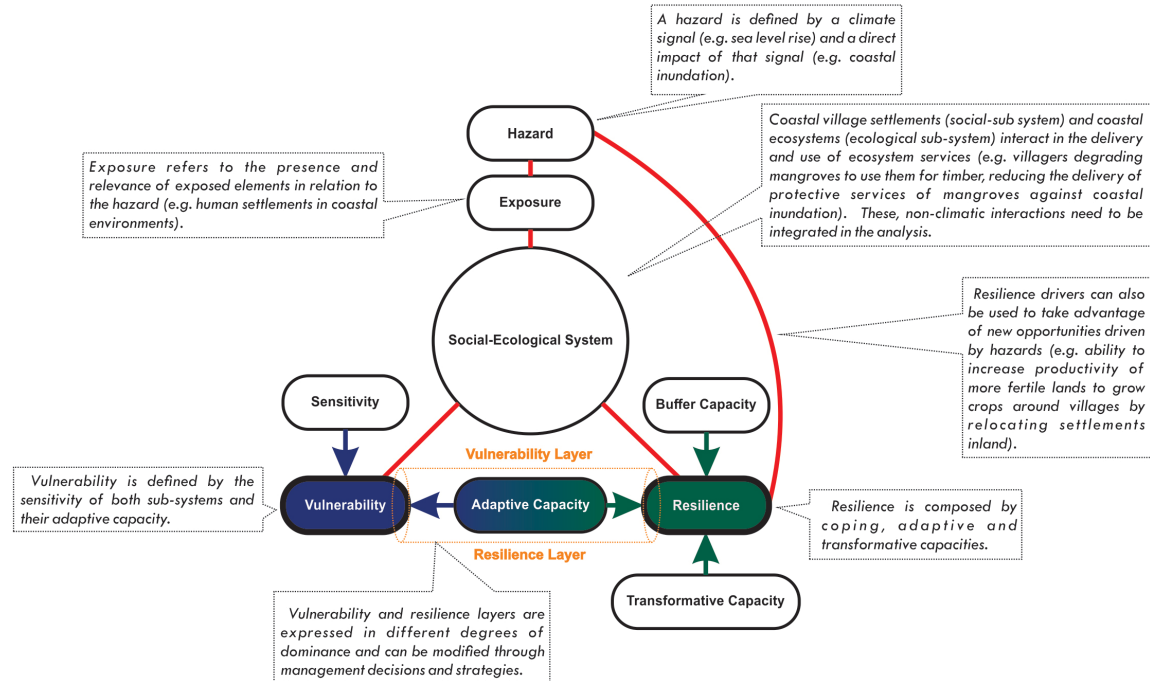 A hazard is defined by a climate
signal (e.g. sea level rise) and a direct
impact of that signal (e.g. coastal
inundation).
Hazard
Coastal village settlements (social-sub system) and coastal
ecosystems (ecological sub-system) interact in the delivery
and use of ecosystem services (e.g. villagers degrading
mangroves to use them for timber, reducing the delivery of
protective services of mangroves against coastal
inundation). These, non-climatic interactions need to be
integrated in the analysis.
Exposure refers to the presence and
relevance of exposed elements in relation to
the hazard (e.g. human settlements in coastal
environments).
Exposure
Social-Ecological System
Resilience drivers can also
be used to take advantage
of new opportunities driven
by hazards (e.g. ability to
increase productivity of
more fertile lands to grow
crops around villages by
relocating settlements
inland).
Sensitivity
Buffer Capacity
Vulnerability Layer
Vulnerability is defined by the
sensitivity of both sub-systems and
their adaptive capacity.
Vulnerability
Adaptive Capacity
Resilience
Resilience is composed by
coping, adaptive and
transformative capacities.
Resilience Layer
Transformative Capacity
Vulnerability and resilience layers are
expressed in different degrees of
dominance and can be modified through
management decisions and strategies.